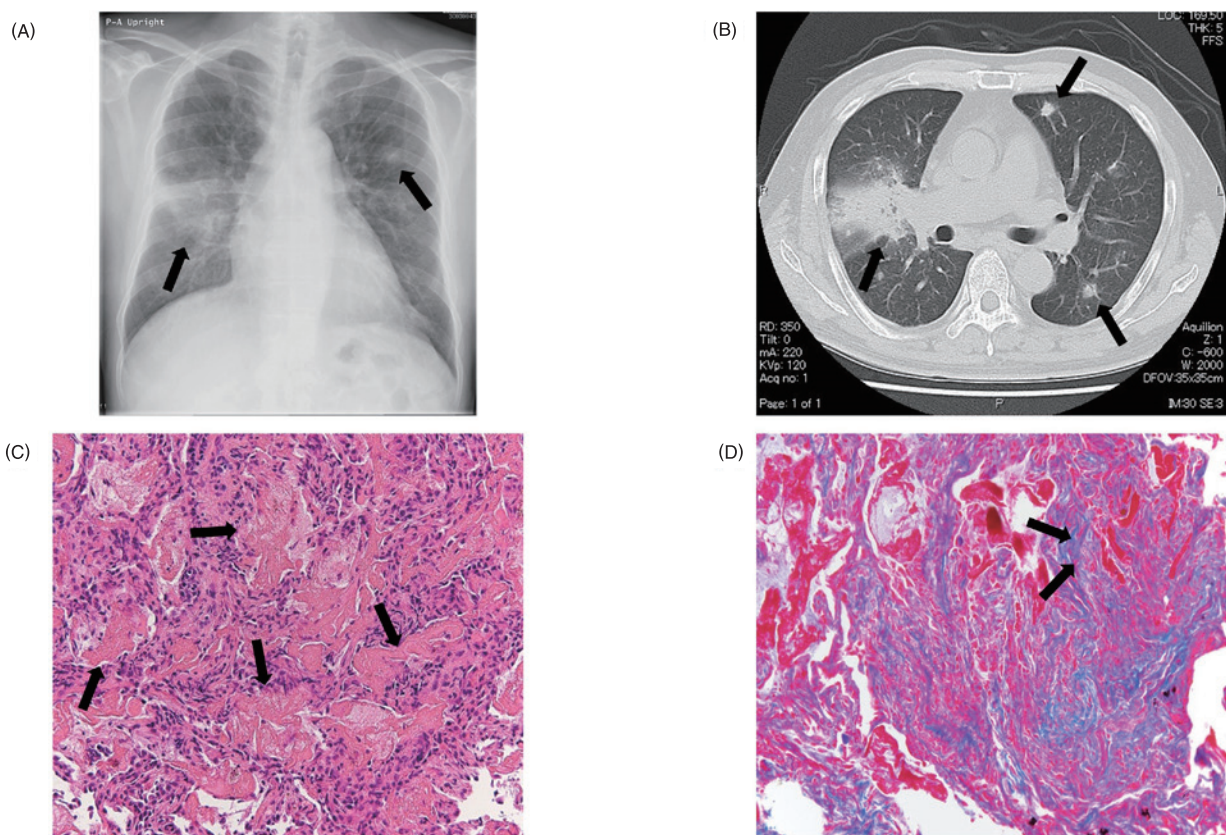 (A)
P-A Upright
(B)
LOC: 169.50
THK: 5
FFS
R
L
RD: 350
Tilt: 0
mA: 220
KVp: 120
Acq no: 1
Page: 1 of 1
P
Aquilion
Z: 1
C: -600
W: 2000
DFOV:35x35cm
IM:30 SE:3
(C)
(D)